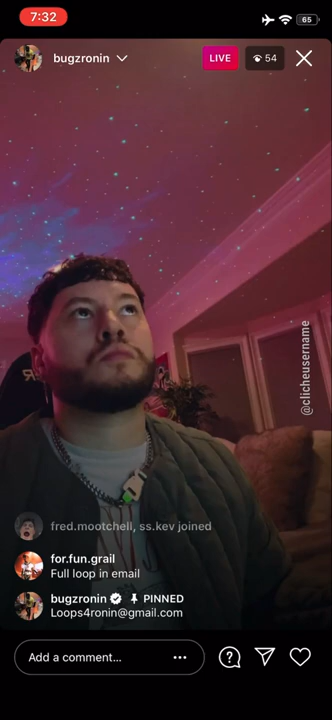 7:32
65
bugzronin
LIVE
54
@clicheusername
fred.mootchell, ss.kev joined
for.fun.grail
Full loop in email
bugzronin PINNED
Loops4ronin@gmail.com
Add a comment...